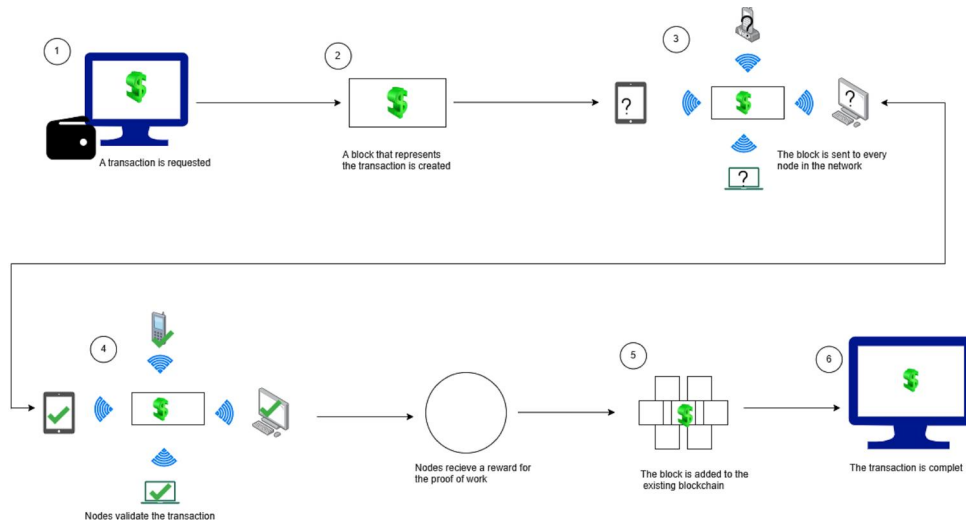 1
A transaction is requested
2
A block that represents
the transaction is created
3
?
?
?
?
The block is sent to every
node in the network
4
Nodes validate the transaction
Nodes recieve a reward for
the proof of work
5
The block is added to the
existing blockchain
6
The transaction is complet